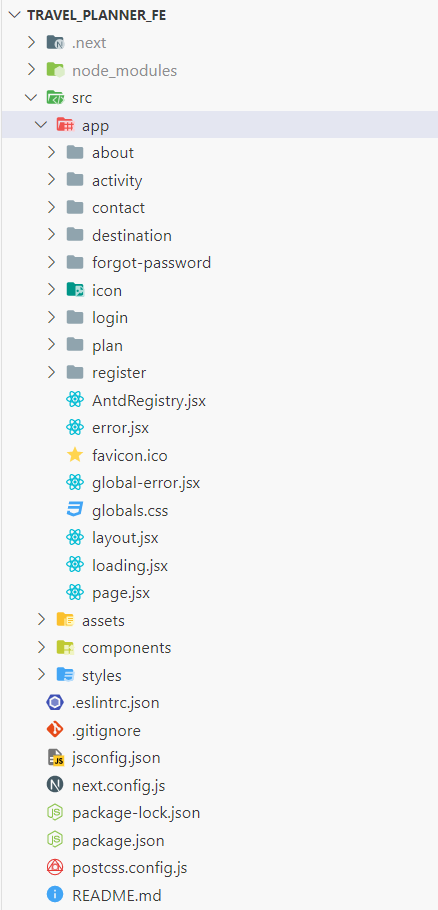 TRAVEL_PLANNER_FE
.next
node_modules
src
app
about
activity
contact
destination
forgot-password
icon
login
plan
register
AntdRegistry.jsx
error.jsx
favicon.ico
global-error.jsx
globals.css
layout.jsx
loading.jsx
page.jsx
assets
components
styles
.eslintrc.json
.gitignore
jsconfig.json
next.config.js
package-lock.json
package.json
postcss.config.js
README.md